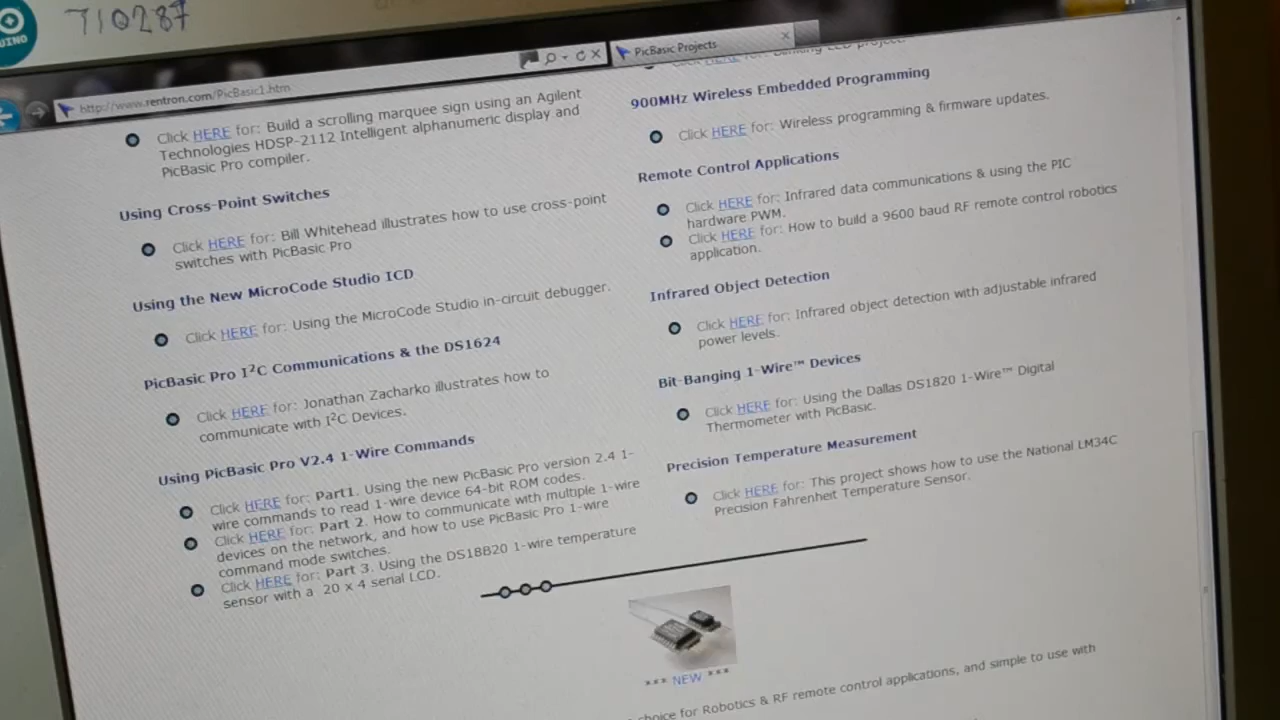 UINO
710287
http://www.rentron.com/PicBasic1.htm
PicBasic Projects
Click HERE for: Build a scrolling marquee sign using an Agilent
Technologies HDSP-2112 Intelligent alphanumeric display and
PicBasic Pro compiler.
Using Cross-Point Switches
Click HERE for: Bill Whitehead illustrates how to use cross-point
switches with PicBasic Pro
Using the New MicroCode Studio ICD
Click HERE for: Using the MicroCode Studio in-circuit debugger.
PicBasic Pro I²C Communications & the DS1624
Click HERE for: Jonathan Zacharko illustrates how to
communicate with I²C Devices.
Using PicBasic Pro V2.4 1-Wire Commands
Click HERE for: Part1. Using the new PicBasic Pro version 2.4 1-
wire commands to read 1-wire device 64-bit ROM codes.
Click HERE for: Part 2. How to communicate with multiple 1-wire
devices on the network, and how to use PicBasic Pro 1-wire
command mode switches.
Click HERE for: Part 3. Using the DS18B20 1-wire temperature
sensor with a 20 x 4 serial LCD.
Click HERE for: Blinking LED project.
900MHz Wireless Embedded Programming
Click HERE for: Wireless programming & firmware updates.
Remote Control Applications
Click HERE for: Infrared data communications & using the PIC
hardware PWM.
Click HERE for: How to build a 9600 baud RF remote control robotics
application.
Infrared Object Detection
Click HERE for: Infrared object detection with adjustable infrared
power levels.
Bit-Banging 1-Wire™ Devices
Click HERE for: Using the Dallas DS1820 1-Wire™ Digital
Thermometer with PicBasic.
Precision Temperature Measurement
Click HERE for: This project shows how to use the National LM34C
Precision Fahrenheit Temperature Sensor.
*** NEW ***
choice for Robotics & RF remote control applications, and simple to use with